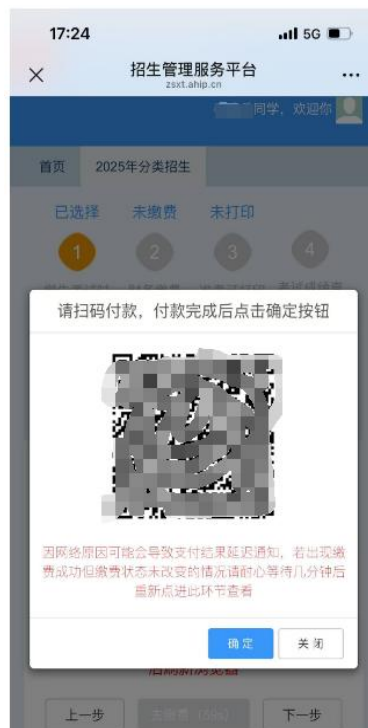 17:24
5G
招生管理服务平台
zsxt.ahip.cn
同学，欢迎你
首页
2025年分类招生
已选择
未缴费
未打印
1
2
3
4
请扫码付款，付款完成后点击确定按钮
因网络原因可能会导致支付结果延迟通知，若出现缴
费成功但缴费状态未改变的情况请耐心等待几分钟后
重新点进此环节查看
确定
关闭
上一步
下一步